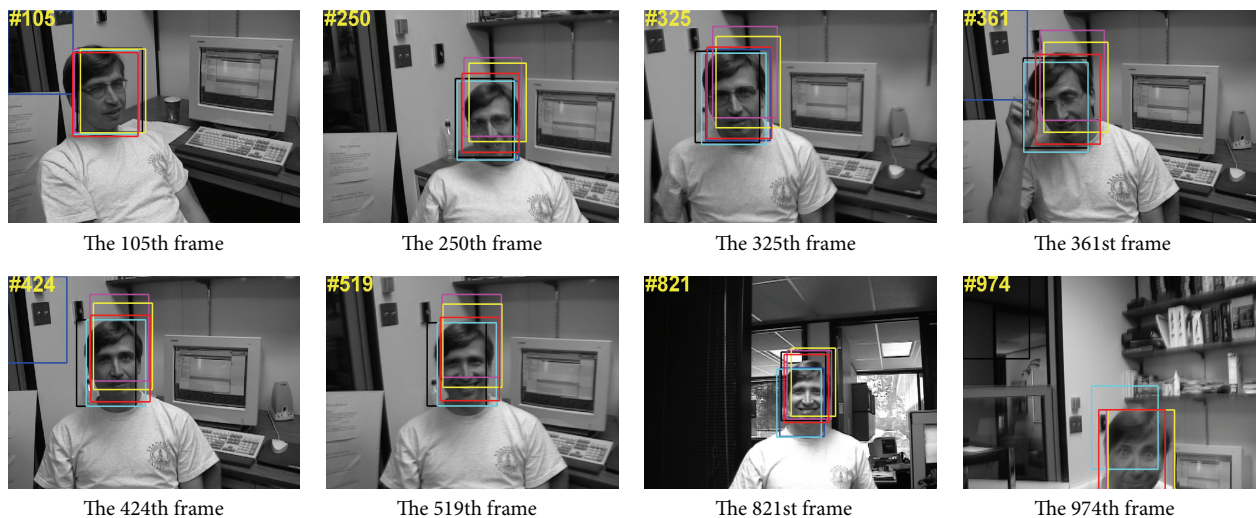 #105
#250
#325
#361
The 105th frame
The 250th frame
The 325th frame
The 361st frame
#424
#519
#821
#974
The 424th frame
The 519th frame
The 821st frame
The 974th frame